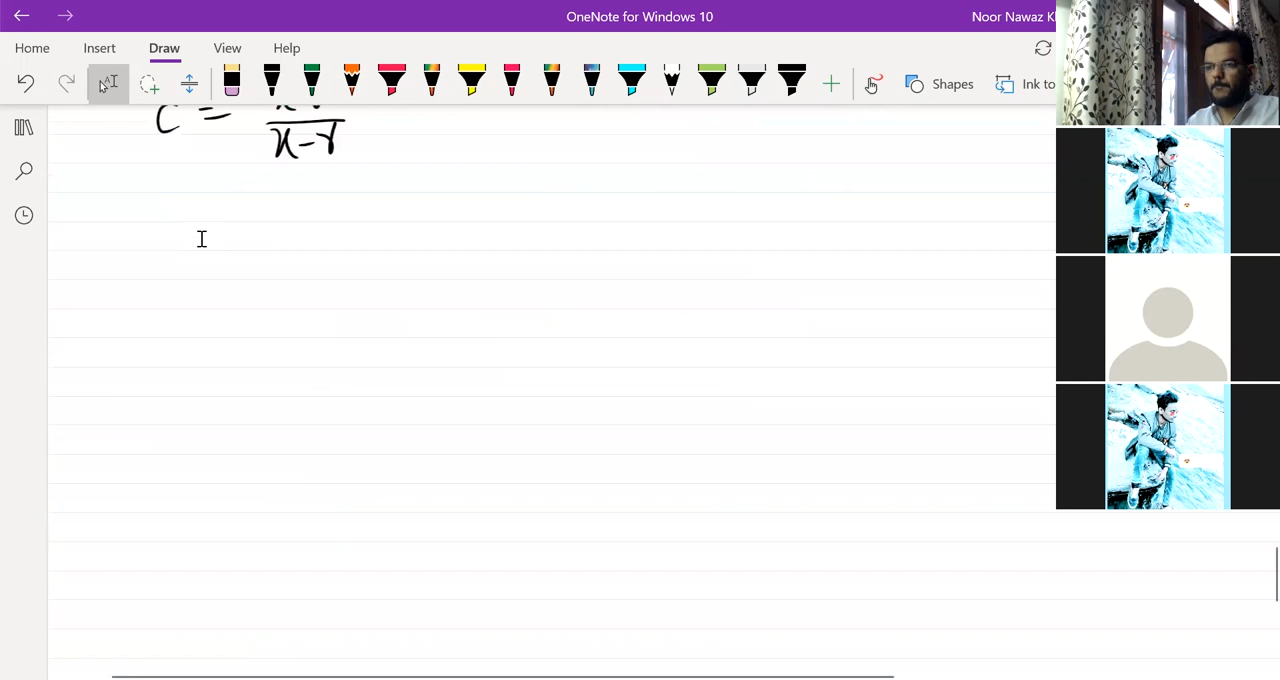 OneNote for Windows 10
Noor Nawaz K
Home Insert Draw View Help
Shapes Ink to
C =
x-y